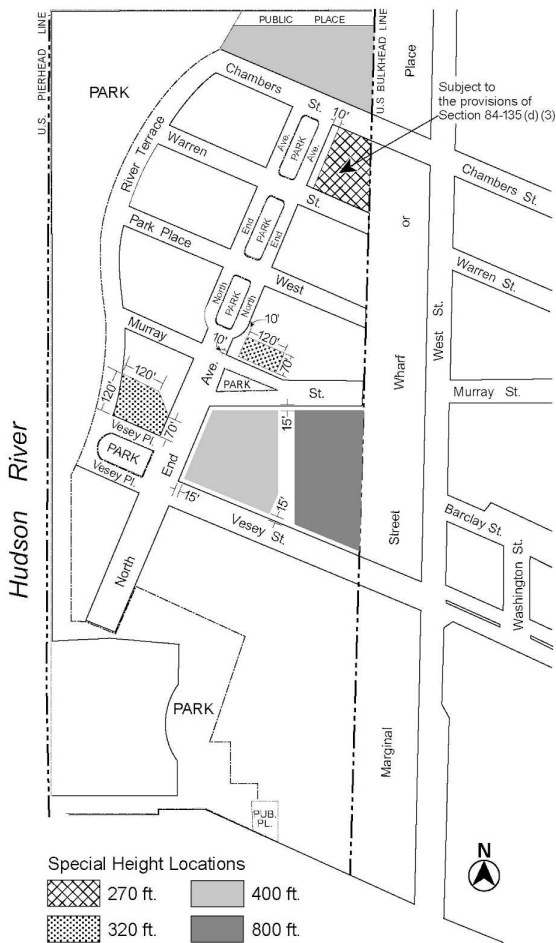 PUBLIC PLACE
U.S. PIERHEAD LINE
U.S BULKHEAD LINE
PARK
Chambers
St.
10'
Place
Subject to
the provisions of
Section 84-135 (d) (3)
River Terrace
Warren
Ave.
PARK
Ave.
St.
Chambers St.
or
Park Place
End
PARK
End
Warren St.
North
PARK
North
West
West St.
Murray
10'
10'
120'
70'
Ave.
PARK
St.
Wharf
Murray St.
120'
120'
70'
15'
Vesey Pl.
PARK
Vesey Pl.
End
15'
15'
Vesey St.
Street
Barclay St.
Washington St.
Hudson River
North
PARK
Marginal
PUB.
PL.
N
Special Height Locations
270 ft.
400 ft.
320 ft.
800 ft.